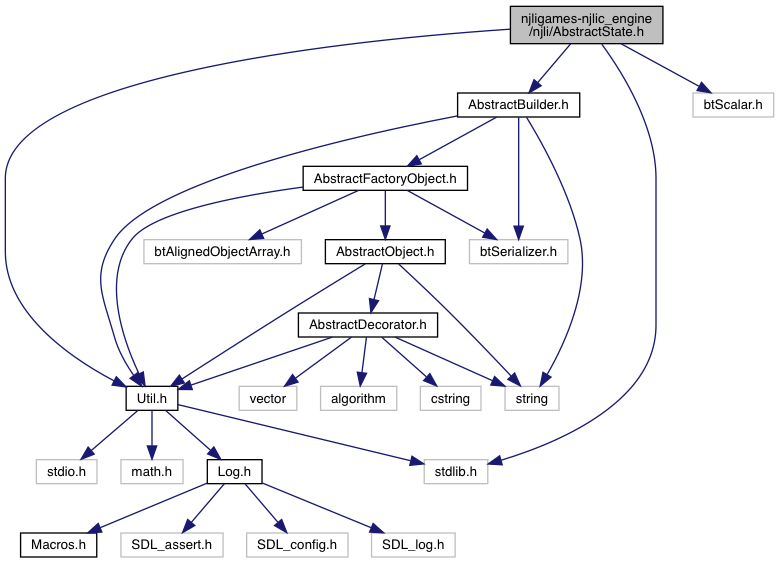 njligames-njlic_engine
/njli/AbstractState.h
AbstractBuilder.h
btScalar.h
AbstractFactoryObject.h
btAlignedObjectArray.h
AbstractObject.h
btSerializer.h
AbstractDecorator.h
Util.h
vector
algorithm
cstring
string
stdio.h
math.h
Log.h
stdlib.h
Macros.h
SDL_assert.h
SDL_config.h
SDL_log.h